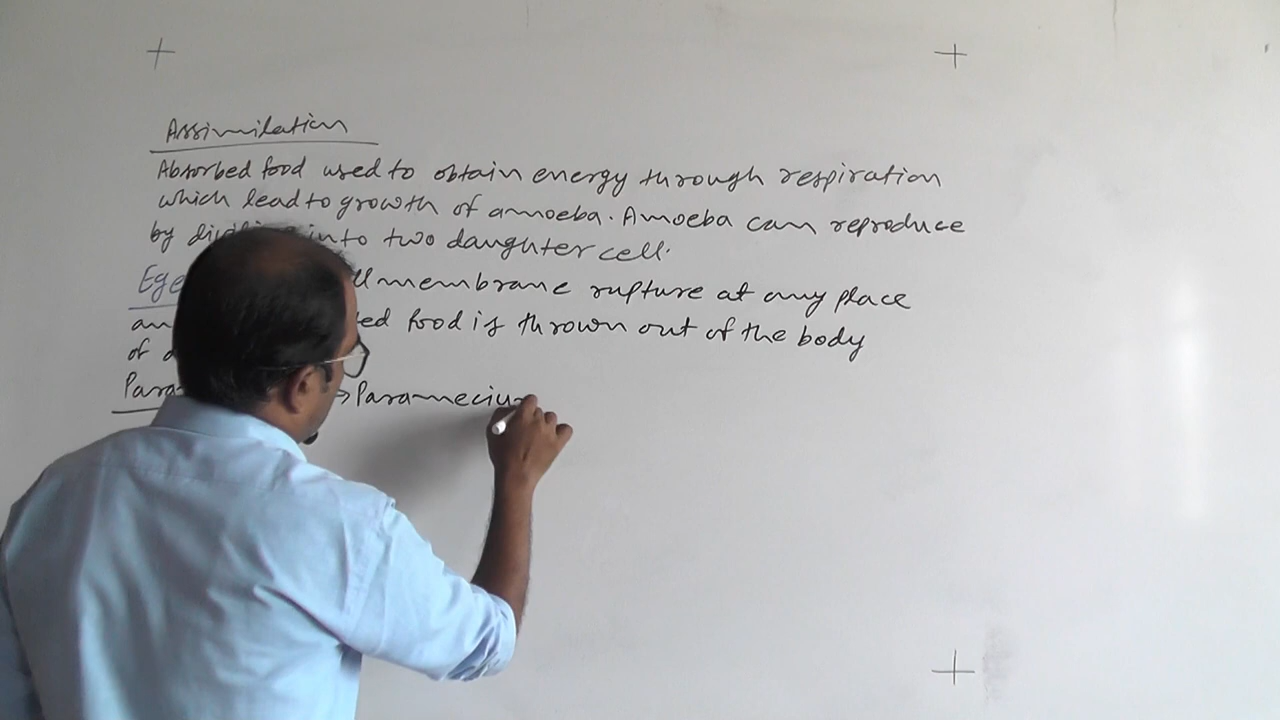 Assimilation
Absorbed food used to obtain energy through respiration
which lead to growth of amoeba. Amoeba can reproduce
by into two daughter cell.
membrane rupture at any place
food is thrown out of the body
of
Paramecium